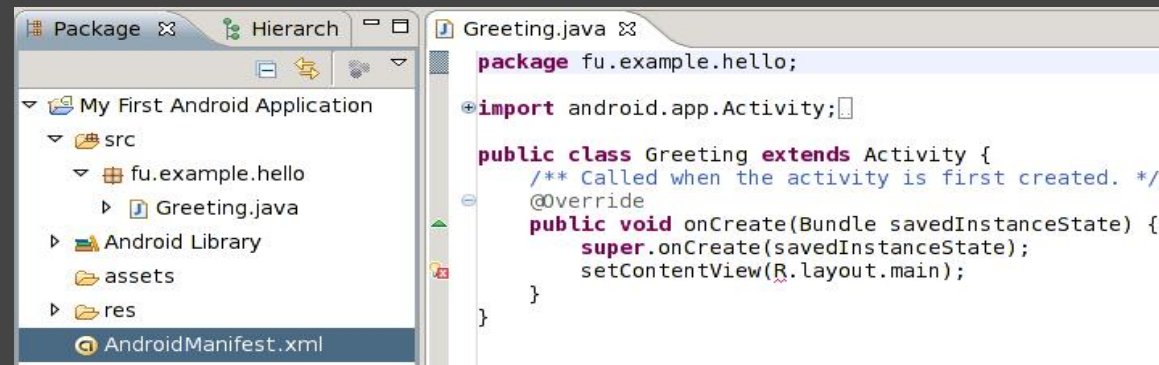 Package
Hierarch
My First Android Application
src
fu.example.hello
Greeting.java
Android Library
assets
res
AndroidManifest.xml
Greeting.java
package fu.example.hello;
import android.app.Activity;
public class Greeting extends Activity {
/** Called when the activity is first created. */
@Override
public void onCreate(Bundle savedInstanceState) {
super.onCreate(savedInstanceState);
setContentView(R.layout.main);
}
}